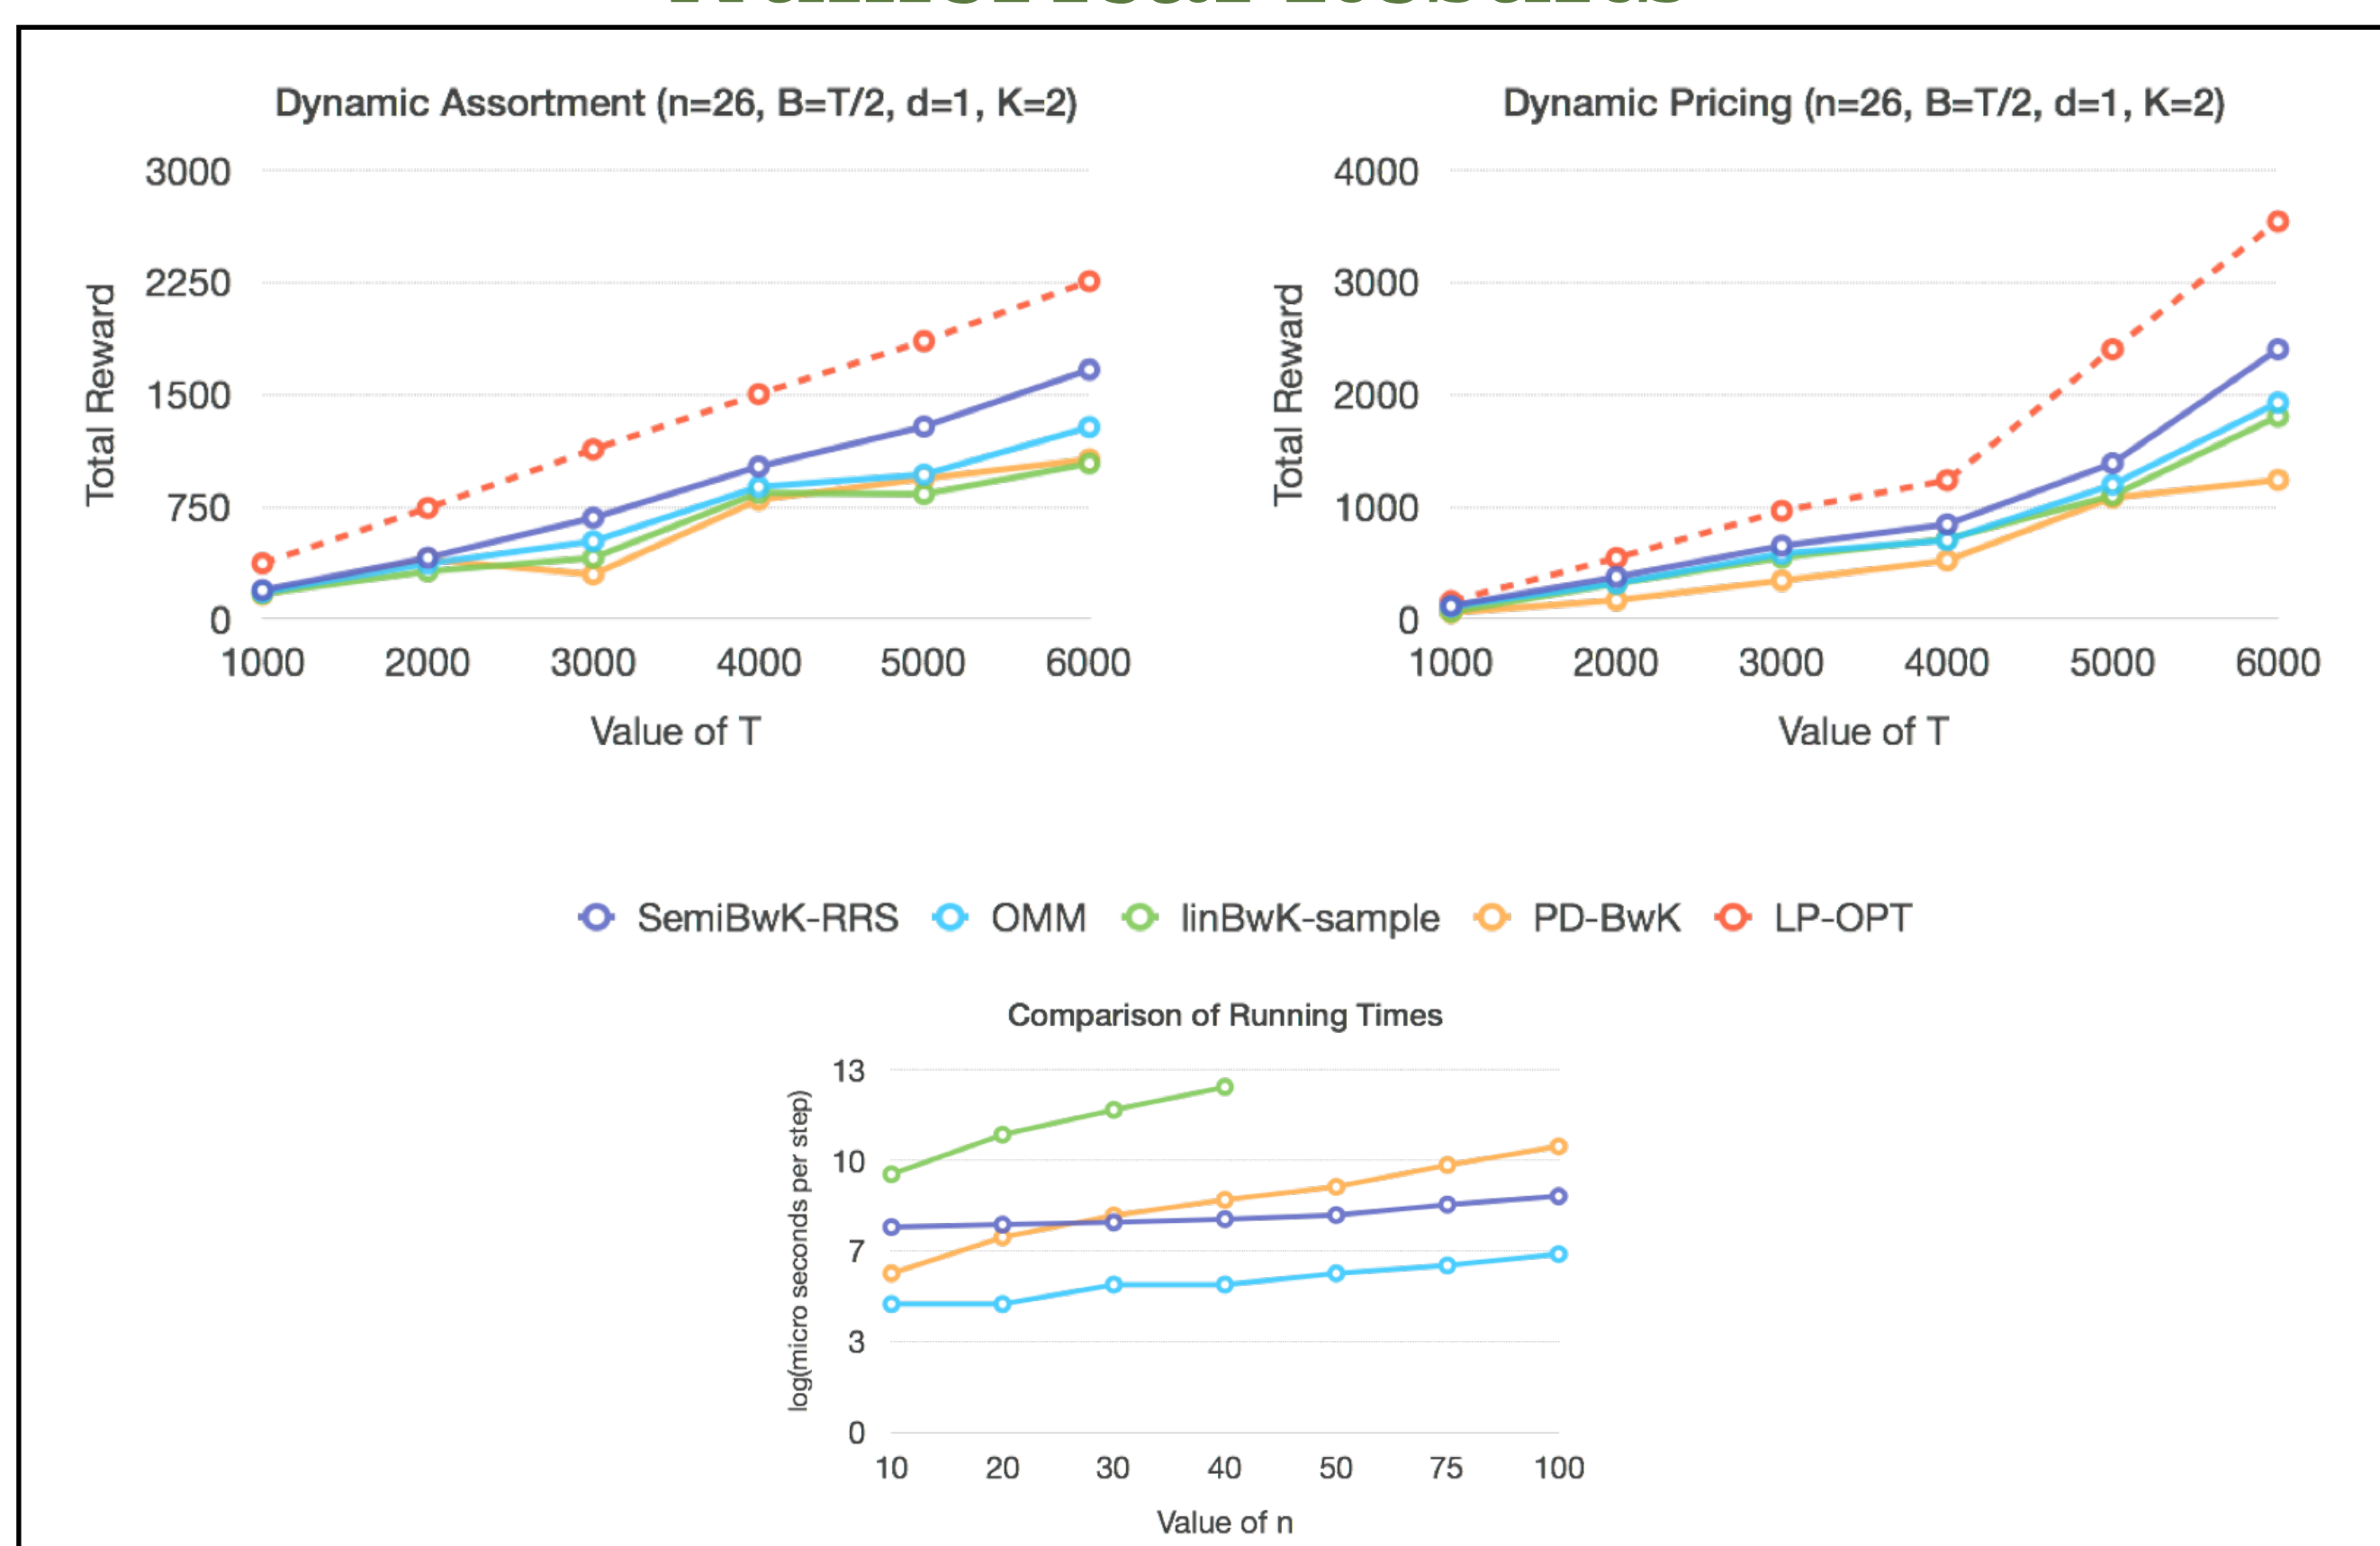 Dynamic Assortment (n=26, B=T/2, d=1, K=2)
Total Reward
3000
2250
1500
750
0
1000 2000 3000 4000 5000 6000
Value of T
Dynamic Pricing (n=26, B=T/2, d=1, K=2)
Total Reward
4000
3000
2000
1000
0
1000 2000 3000 4000 5000 6000
Value of T
SemiBwK-RRS OMM linBwK-sample PD-BwK LP-OPT
Comparison of Running Times
log(micro seconds per step)
13
10
7
3
0
10 20 30 40 50 75 100
Value of n